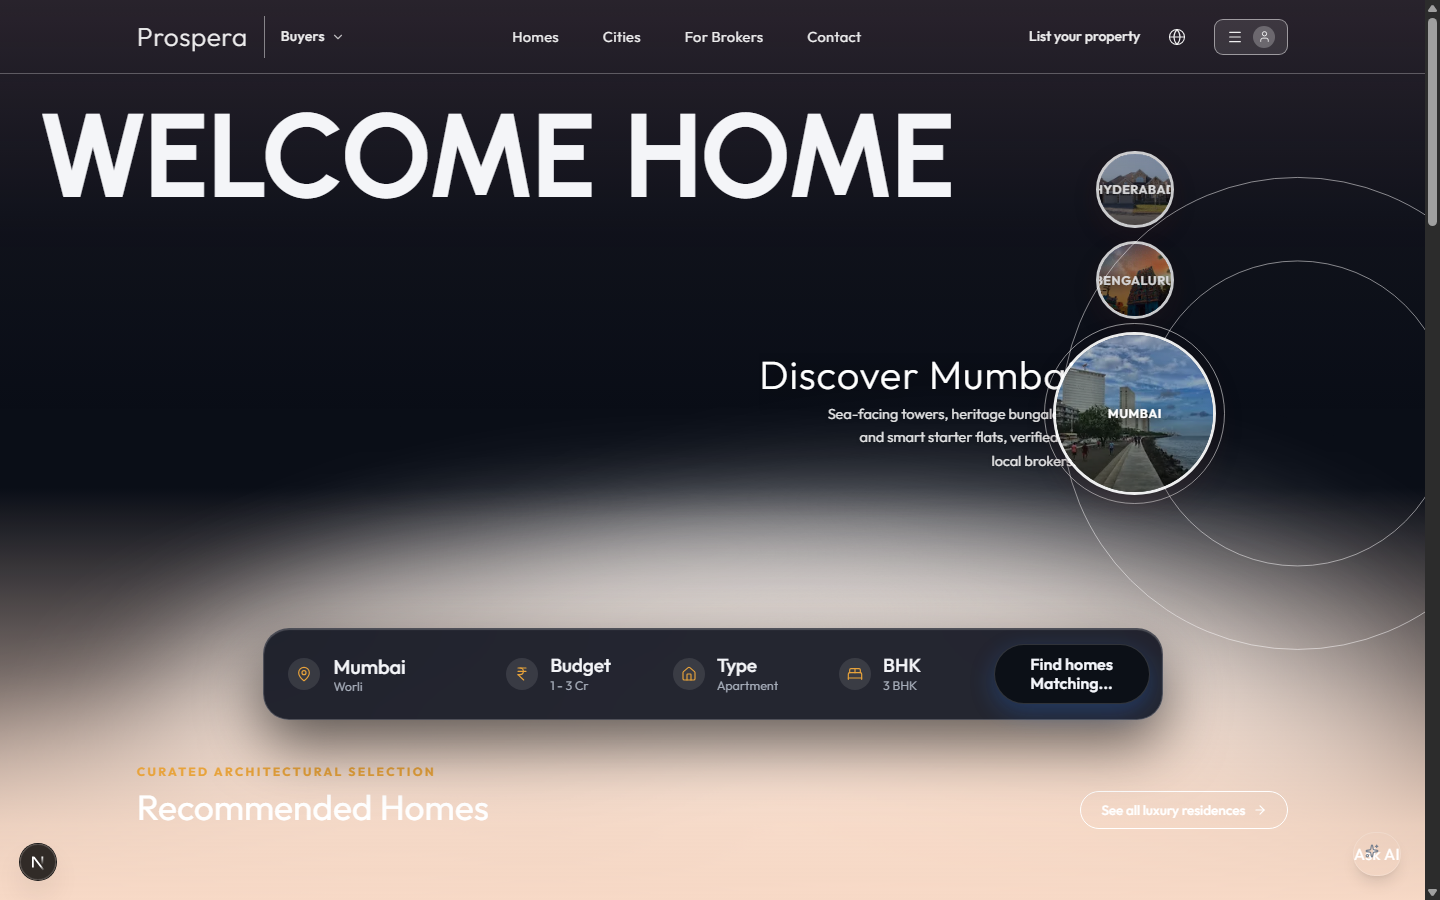 Prospera
Buyers
Homes
Cities
For Brokers
Contact
List your property
WELCOME HOME
HYDERABAD
BENGALURU
Discover Mumba
Sea-facing towers, heritage bungal
and smart starter flats, verified
local brokers
MUMBAI
Mumbai
Worli
Budget
1 - 3 Cr
Type
Apartment
BHK
3 BHK
Find homes
Matching...
CURATED ARCHITECTURAL SELECTION
Recommended Homes
See all luxury residences
N
Ask AI